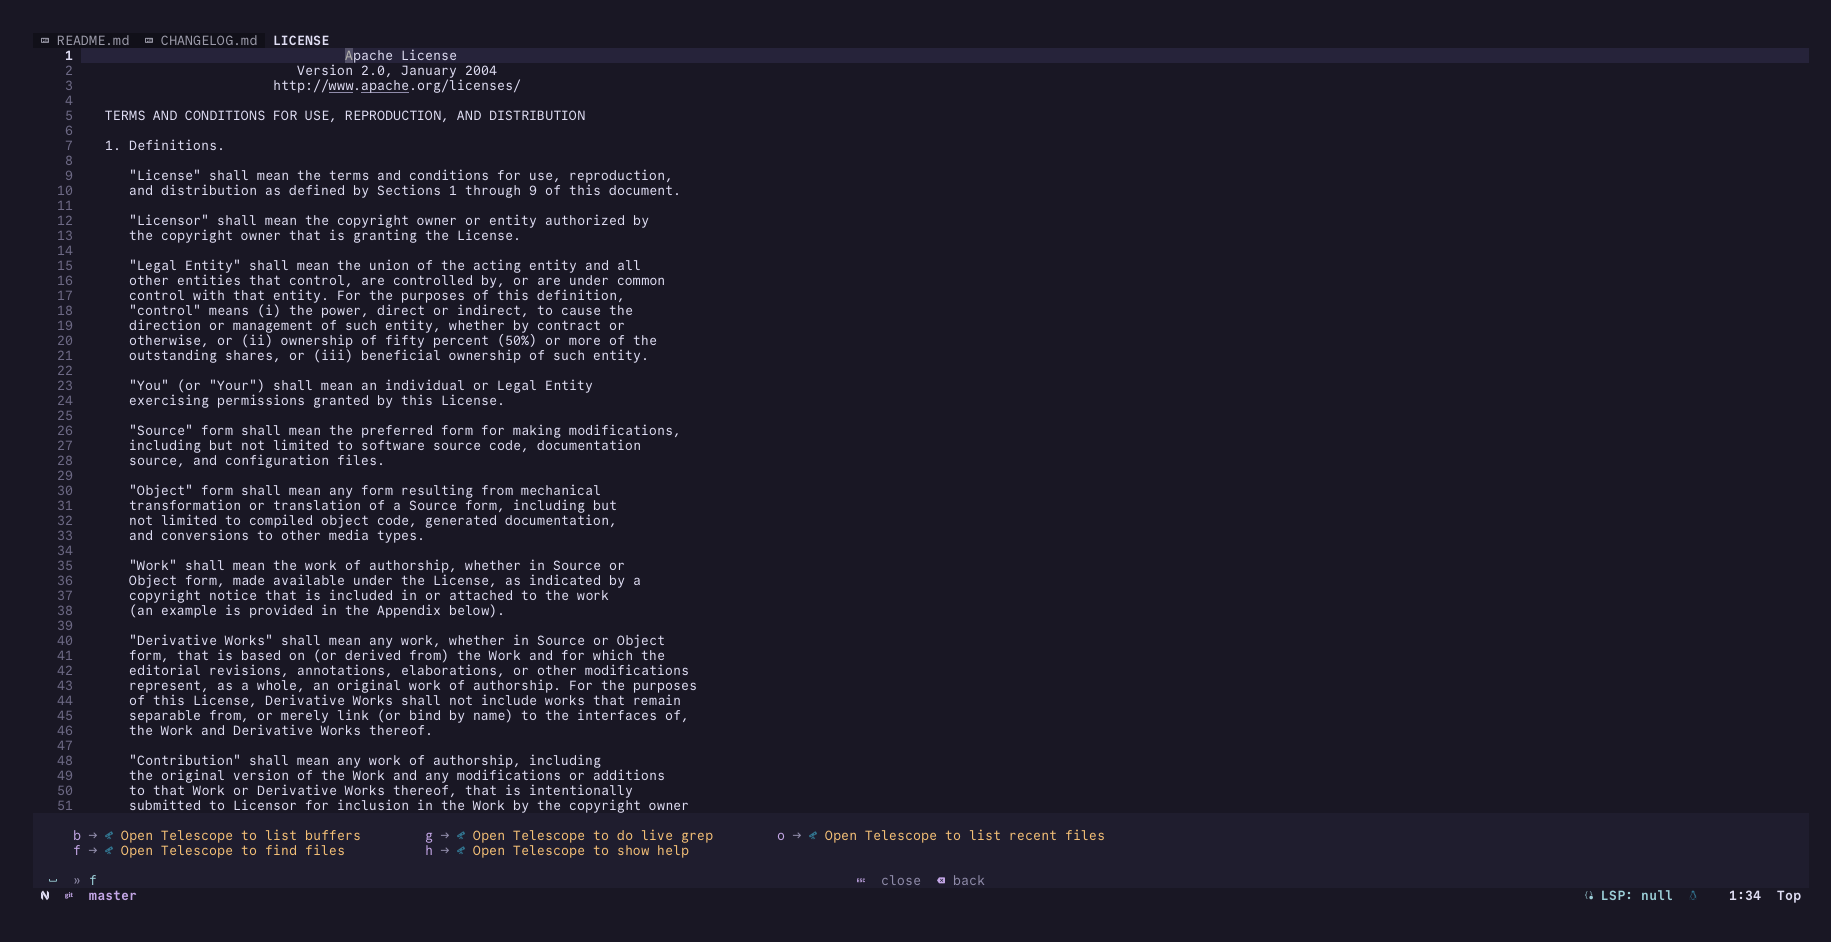 README.md CHANGELOG.md LICENSE
1 Apache License
2 Version 2.0, January 2004
3 http://www.apache.org/licenses/
4
5 TERMS AND CONDITIONS FOR USE, REPRODUCTION, AND DISTRIBUTION
6
7 1. Definitions.
8
9 "License" shall mean the terms and conditions for use, reproduction,
10 and distribution as defined by Sections 1 through 9 of this document.
11
12 "Licensor" shall mean the copyright owner or entity authorized by
13 the copyright owner that is granting the License.
14
15 "Legal Entity" shall mean the union of the acting entity and all
16 other entities that control, are controlled by, or are under common
17 control with that entity. For the purposes of this definition,
18 "control" means (i) the power, direct or indirect, to cause the
19 direction or management of such entity, whether by contract or
20 otherwise, or (ii) ownership of fifty percent (50%) or more of the
21 outstanding shares, or (iii) beneficial ownership of such entity.
22
23 "You" (or "Your") shall mean an individual or Legal Entity
24 exercising permissions granted by this License.
25
26 "Source" form shall mean the preferred form for making modifications,
27 including but not limited to software source code, documentation
28 source, and configuration files.
29
30 "Object" form shall mean any form resulting from mechanical
31 transformation or translation of a Source form, including but
32 not limited to compiled object code, generated documentation,
33 and conversions to other media types.
34
35 "Work" shall mean the work of authorship, whether in Source or
36 Object form, made available under the License, as indicated by a
37 copyright notice that is included in or attached to the work
38 (an example is provided in the Appendix below).
39
40 "Derivative Works" shall mean any work, whether in Source or Object
41 form, that is based on (or derived from) the Work and for which the
42 editorial revisions, annotations, elaborations, or other modifications
43 represent, as a whole, an original work of authorship. For the purposes
44 of this License, Derivative Works shall not include works that remain
45 separable from, or merely link (or bind by name) to the interfaces of,
46 the Work and Derivative Works thereof.
47
48 "Contribution" shall mean any work of authorship, including
49 the original version of the Work and any modifications or additions
50 to that Work or Derivative Works thereof, that is intentionally
51 submitted to Licensor for inclusion in the Work by the copyright owner
b → Open Telescope to list buffers g → Open Telescope to do live grep o → Open Telescope to list recent files
f → Open Telescope to find files h → Open Telescope to show help
» f close back
N git master LSP: null 1:34 Top